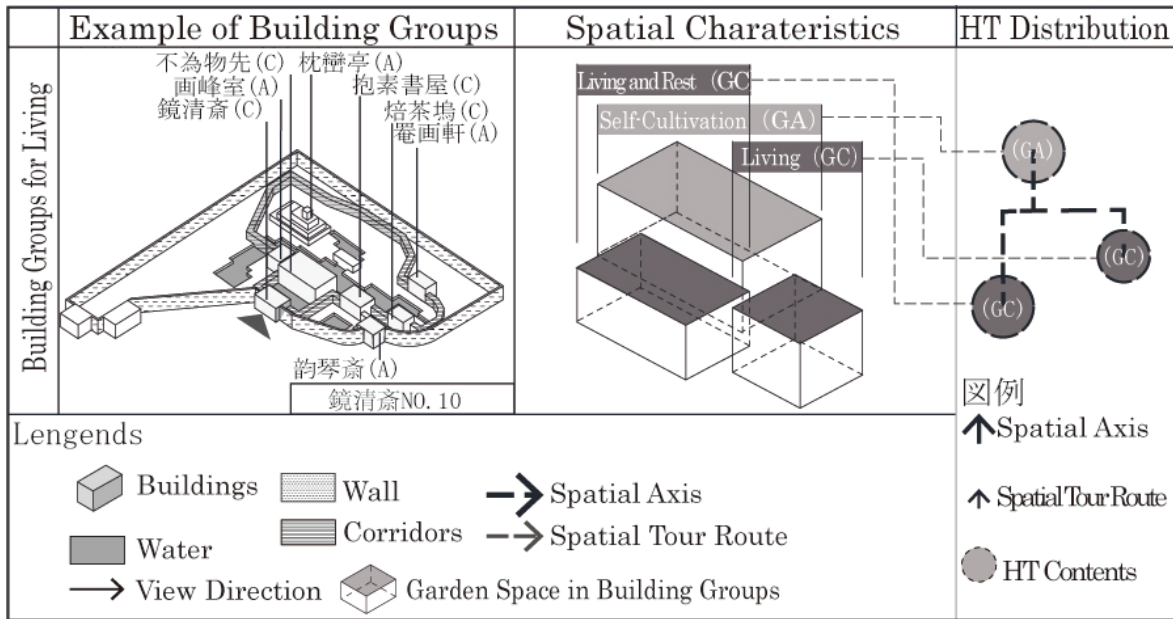 Example of Building Groups
Spatial Charateristics
HT Distribution
Building Groups for Living
不為物先(C) 枕巒亭(A)
画峰室(A) 抱素書屋(C)
鏡清斎(C) 焙茶塢(C)
罨画軒(A)
韵琴斎(A)
鏡清斎NO.10
Living and Rest (GC
Self-Cultivation (GA)
Living (GC)
(GA)
(GC)
(GC)
図例
Spatial Axis
Spatial Tour Route
HT Contents
Lengends
Buildings
Wall
Spatial Axis
Corridors
Spatial Tour Route
Water
View Direction
Garden Space in Building Groups